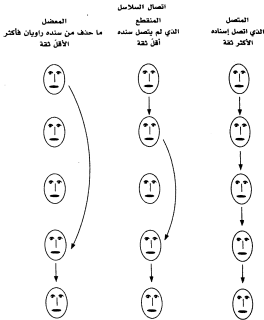 اتصال السلاسل
المتصل
الذي اتصل إسناده
الأكثر ثقة
المنقطع
الذي لم يتصل سنده
أقل ثقة
المعضل
ما حذف من سنده راويان فأكثر
الأقل ثقة